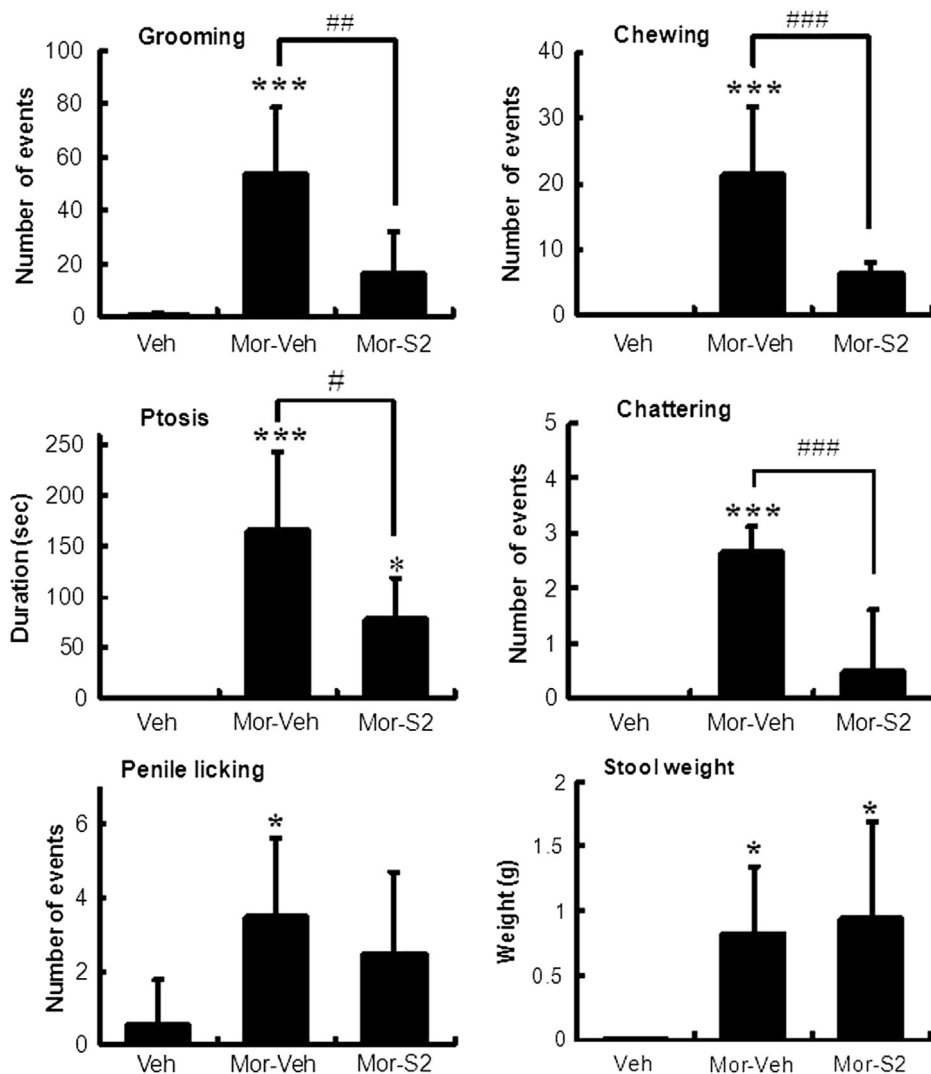 Grooming
##
***
Number of events
100
80
60
40
20
0
Veh
Mor-Veh
Mor-S2
Chewing
###
***
Number of events
40
30
20
10
0
Veh
Mor-Veh
Mor-S2
Ptosis
#
***
*
Duration (sec)
250
200
150
100
50
0
Veh
Mor-Veh
Mor-S2
Chattering
###
***
Number of events
5
4
3
2
1
0
Veh
Mor-Veh
Mor-S2
Penile licking
*
Number of events
6
4
2
0
Veh
Mor-Veh
Mor-S2
Stool weight
*
*
Weight (g)
2
1.5
1
0.5
0
Veh
Mor-Veh
Mor-S2